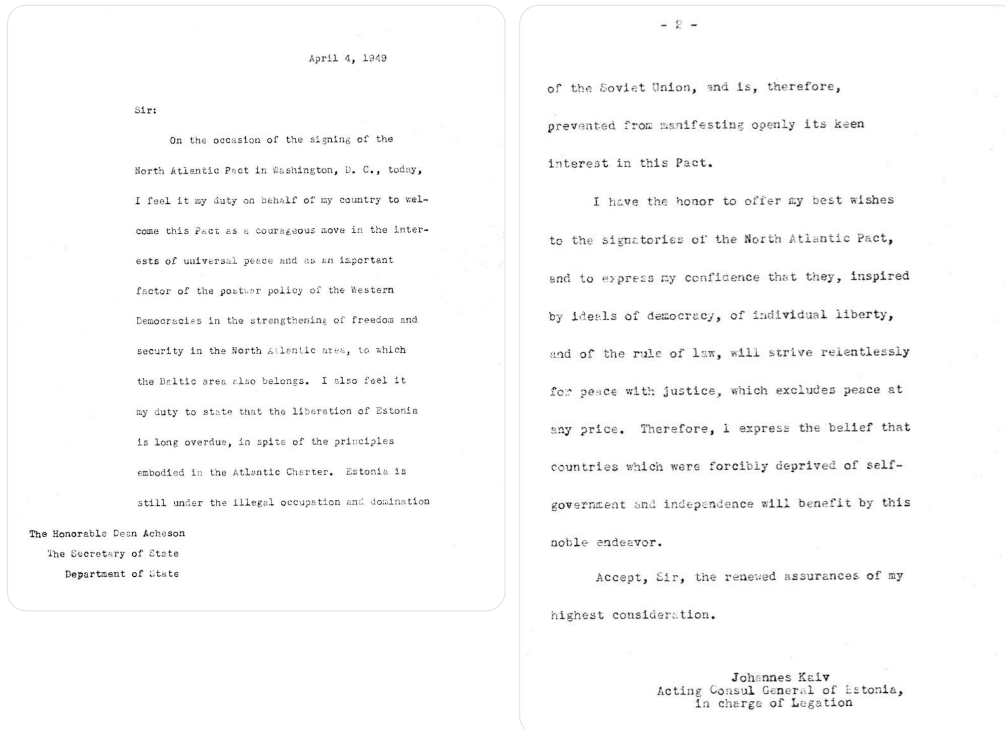 April 4, 1949
Sir:
On the occasion of the signing of the
North Atlantic Pact in Washington, D. C., today,
I feel it my duty on behalf of my country to wel-
come this Pact as a courageous move in the inter-
ests of universal peace and as an important
factor of the postwar policy of the Western
Democracies in the strengthening of freedom and
security in the North Atlantic area, to which
the Baltic area also belongs. I also feel it
my duty to state that the liberation of Estonia
is long overdue, in spite of the principles
embodied in the Atlantic Charter. Estonia is
still under the illegal occupation and domination
The Honorable Dean Acheson
The Secretary of State
Department of State
- 2 -
of the Soviet Union, and is, therefore,
prevented from manifesting openly its keen
interest in this Pact.
I have the honor to offer my best wishes
to the signatories of the North Atlantic Pact,
and to express my confidence that they, inspired
by ideals of democracy, of individual liberty,
and of the rule of law, will strive relentlessly
for peace with justice, which excludes peace at
any price. Therefore, I express the belief that
countries which were forcibly deprived of self-
government and independence will benefit by this
noble endeavor.
Accept, Sir, the renewed assurances of my
highest consideration.
Johannes Kaiv
Acting Consul General of Estonia,
in charge of Legation